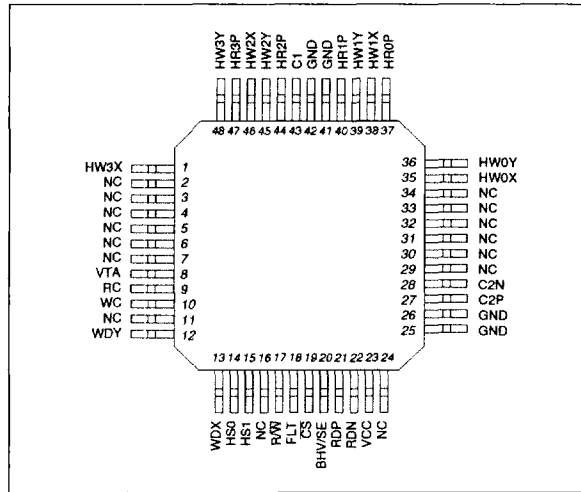 HW3Y HR3P HW2X HW2Y HR2P C1 GND GND HR1P HW1Y HW1X HR0P
48 47 46 45 44 43 42 41 40 39 38 37
HW3X 1
NC 2
NC 3
NC 4
NC 5
NC 6
NC 7
VTA 8
RC 9
WC 10
NC 11
WDY 12
36 HW0Y
35 HW0X
34 NC
33 NC
32 NC
31 NC
30 NC
29 NC
28 C2N
27 C2P
26 GND
25 GND
13 14 15 16 17 18 19 20 21 22 23 24
WDX HS0 HS1 NC R/W̅ FLT C̅S̅ BHV/SE RDP RDN VCC NC